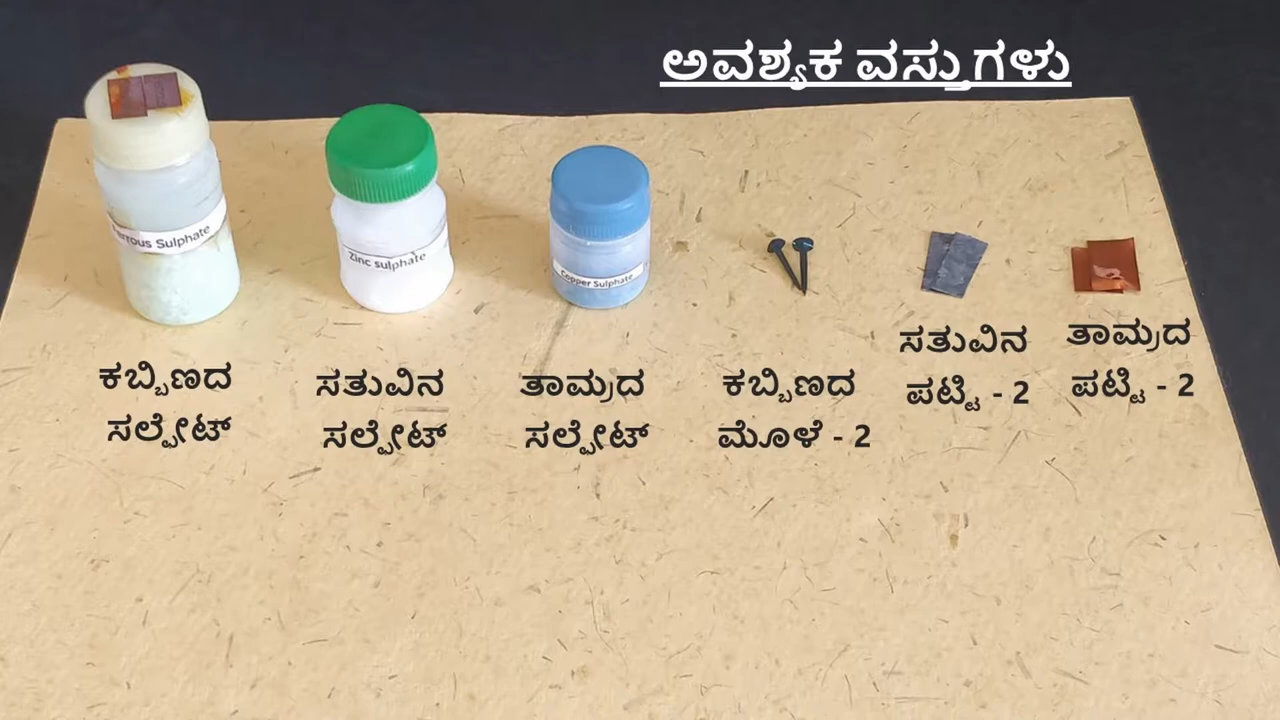 ಅವಶ್ಯಕ ವಸ್ತುಗಳು
Ferrous Sulphate
Zinc sulphate
Copper Sulphate
ಕಬ್ಬಿಣದ
ಸಲ್ಫೇಟ್
ಸತುವಿನ
ಸಲ್ಫೇಟ್
ತಾಮ್ರದ
ಸಲ್ಫೇಟ್
ಕಬ್ಬಿಣದ
ಮೊಳೆ - 2
ಸತುವಿನ
ಪಟ್ಟಿ - 2
ತಾಮ್ರದ
ಪಟ್ಟಿ - 2